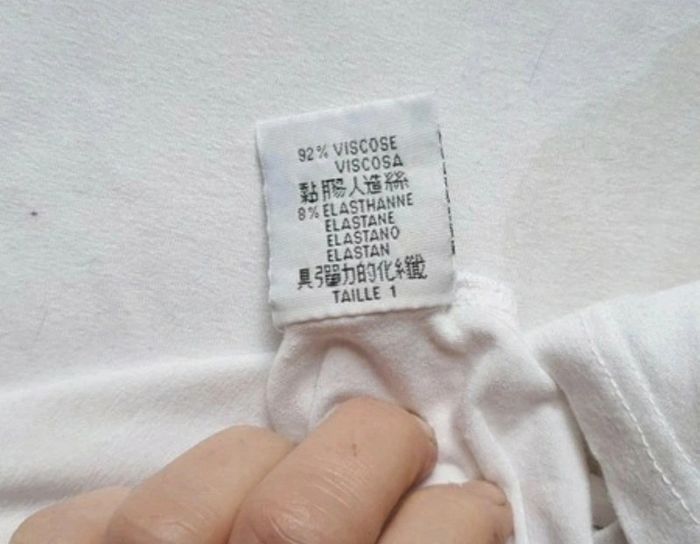 92% VISCOSE
VISCOSA
黏膠人造絲
8% ELASTHANNE
ELASTANE
ELASTANO
ELASTAN
具彈力的化纖
TAILLE 1